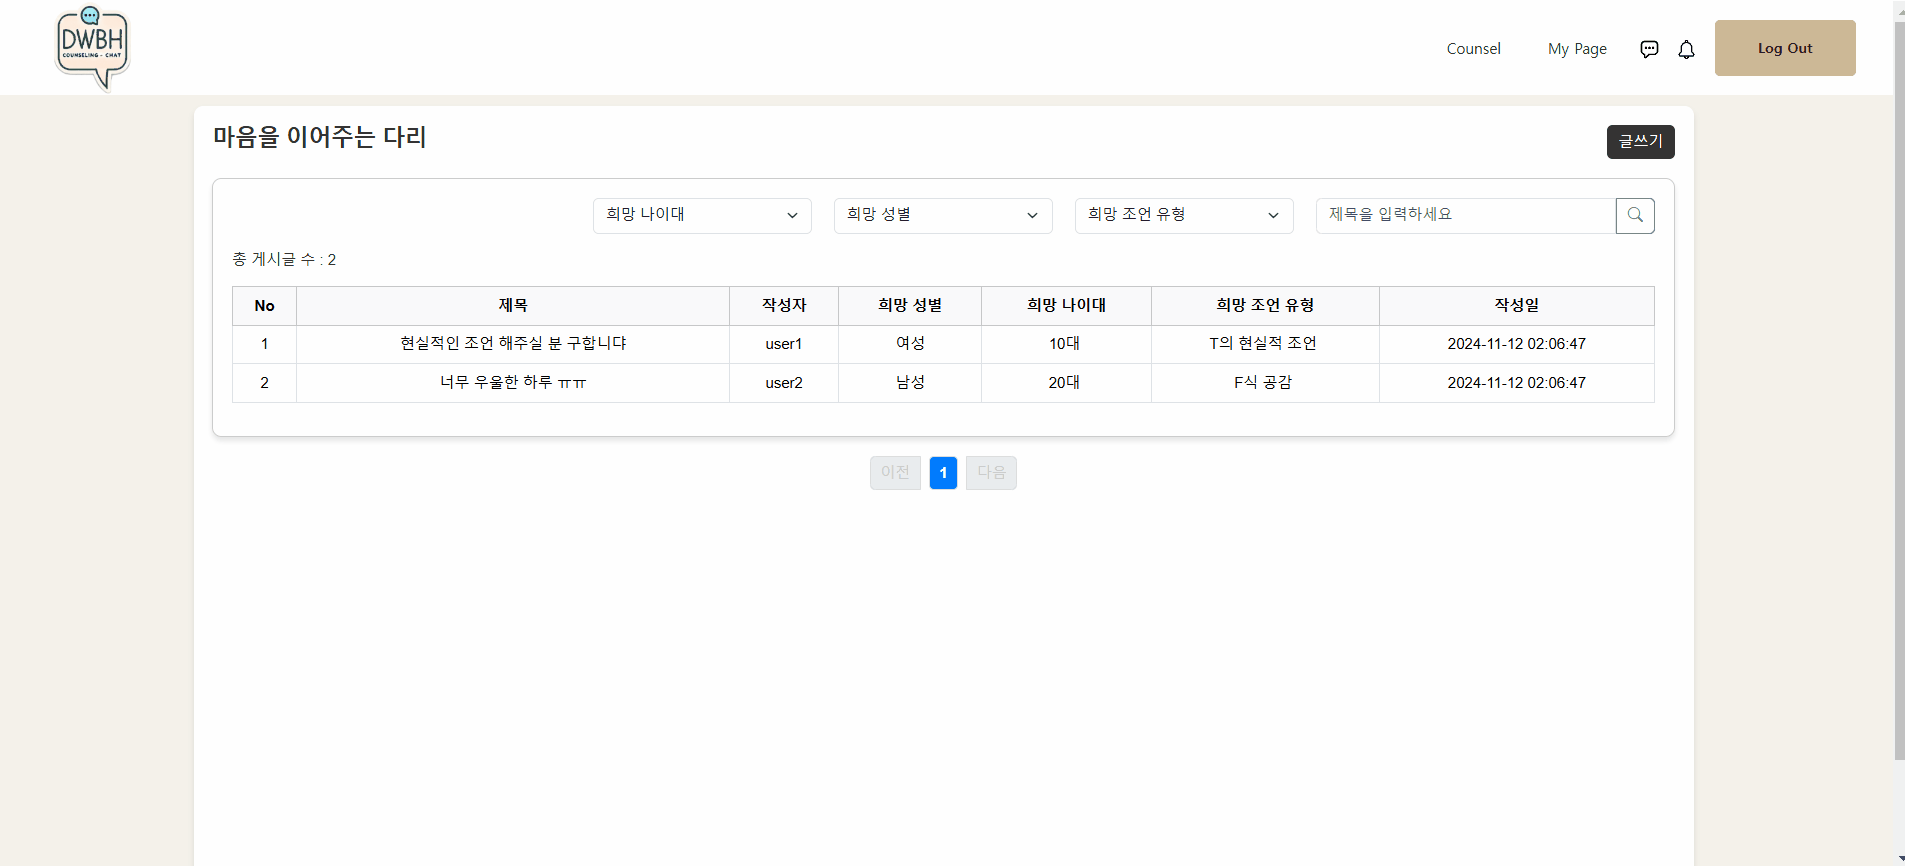 DWBH
COUNSELING - CHAT
Counsel My Page Log Out
마음을 이어주는 다리
글쓰기
희망 나이대 희망 성별 희망 조언 유형 제목을 입력하세요
총 게시글 수 : 2
No 제목 작성자 희망 성별 희망 나이대 희망 조언 유형 작성일
1 현실적인 조언 해주실 분 구합니댜 user1 여성 10대 T의 현실적 조언 2024-11-12 02:06:47
2 너무 우울한 하루 ㅠㅠ user2 남성 20대 F식 공감 2024-11-12 02:06:47
이전 1 다음